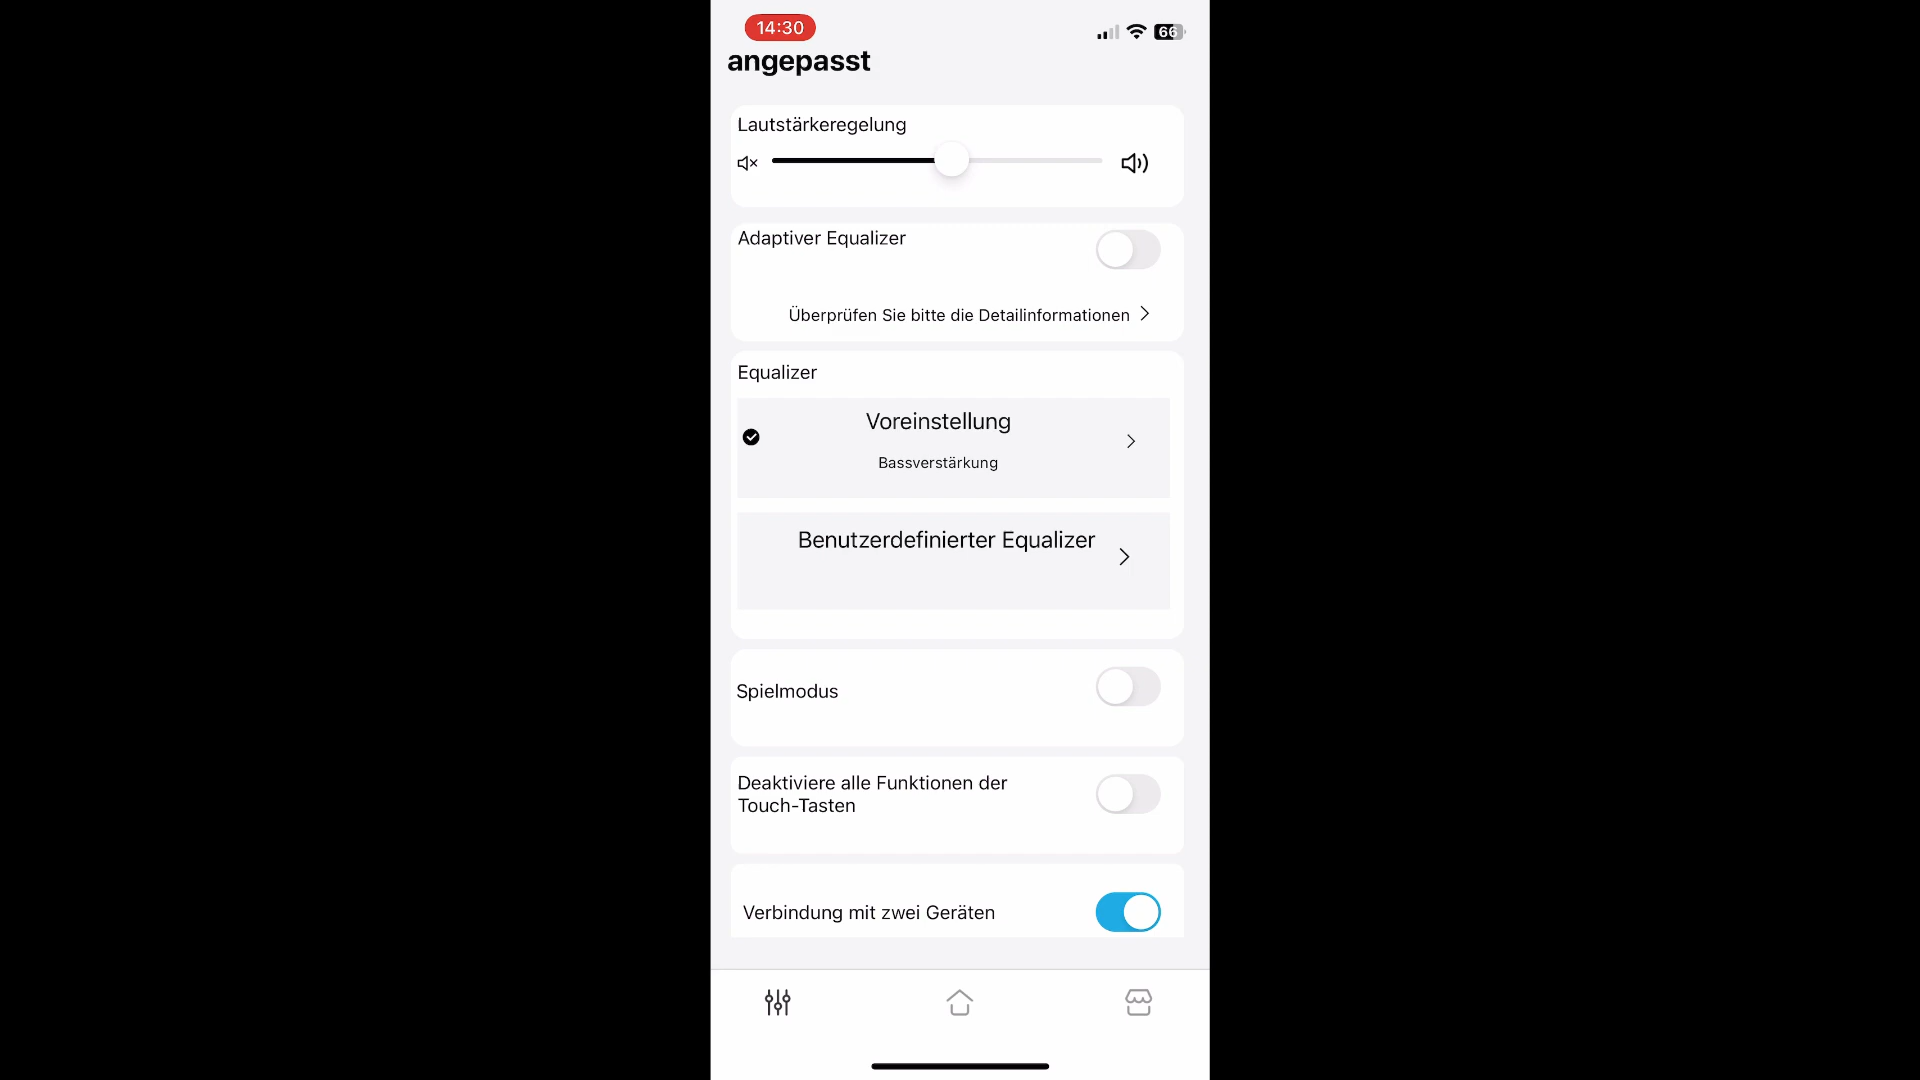 14:30
66
angepasst
Lautstärkeregelung
Adaptiver Equalizer
Überprüfen Sie bitte die Detailinformationen
Equalizer
Voreinstellung
Bassverstärkung
Benutzerdefinierter Equalizer
Spielmodus
Deaktiviere alle Funktionen der
Touch-Tasten
Verbindung mit zwei Geräten